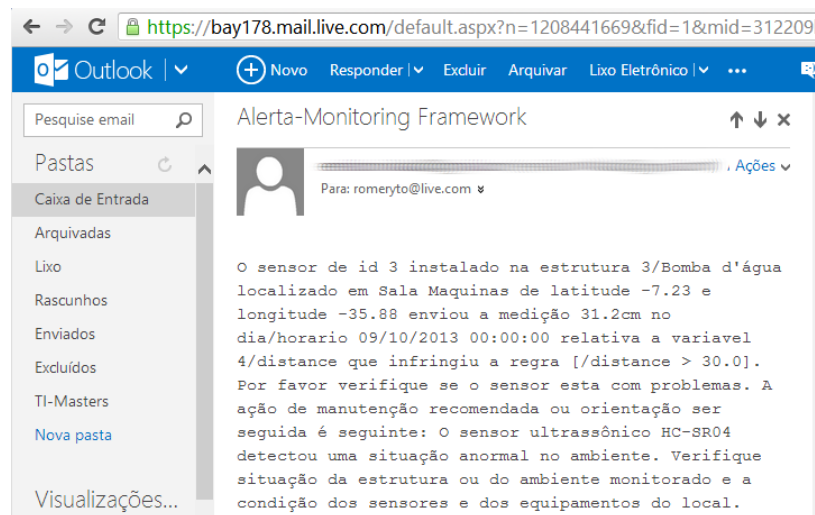 https://bay178.mail.live.com/default.aspx?n=1208441669&fid=1&mid=312209
Outlook
Novo Responder Excluir Arquivar Lixo Eletrônico
Pesquise email
Alerta-Monitoring Framework
Pastas
Ações
Para: romeryto@live.com
Caixa de Entrada
Arquivadas
Lixo
Rascunhos
Enviados
Excluídos
TI-Masters
Nova pasta
Visualizações...
O sensor de id 3 instalado na estrutura 3/Bomba d'água
localizado em Sala Maquinas de latitude -7.23 e
longitude -35.88 enviou a medição 31.2cm no
dia/horario 09/10/2013 00:00:00 relativa a variavel
4/distance que infringiu a regra [/distance > 30.0].
Por favor verifique se o sensor esta com problemas. A
ação de manutenção recomendada ou orientação ser
seguida é seguinte: O sensor ultrassônico HC-SR04
detectou uma situação anormal no ambiente. Verifique
situação da estrutura ou do ambiente monitorado e a
condição dos sensores e dos equipamentos do local.